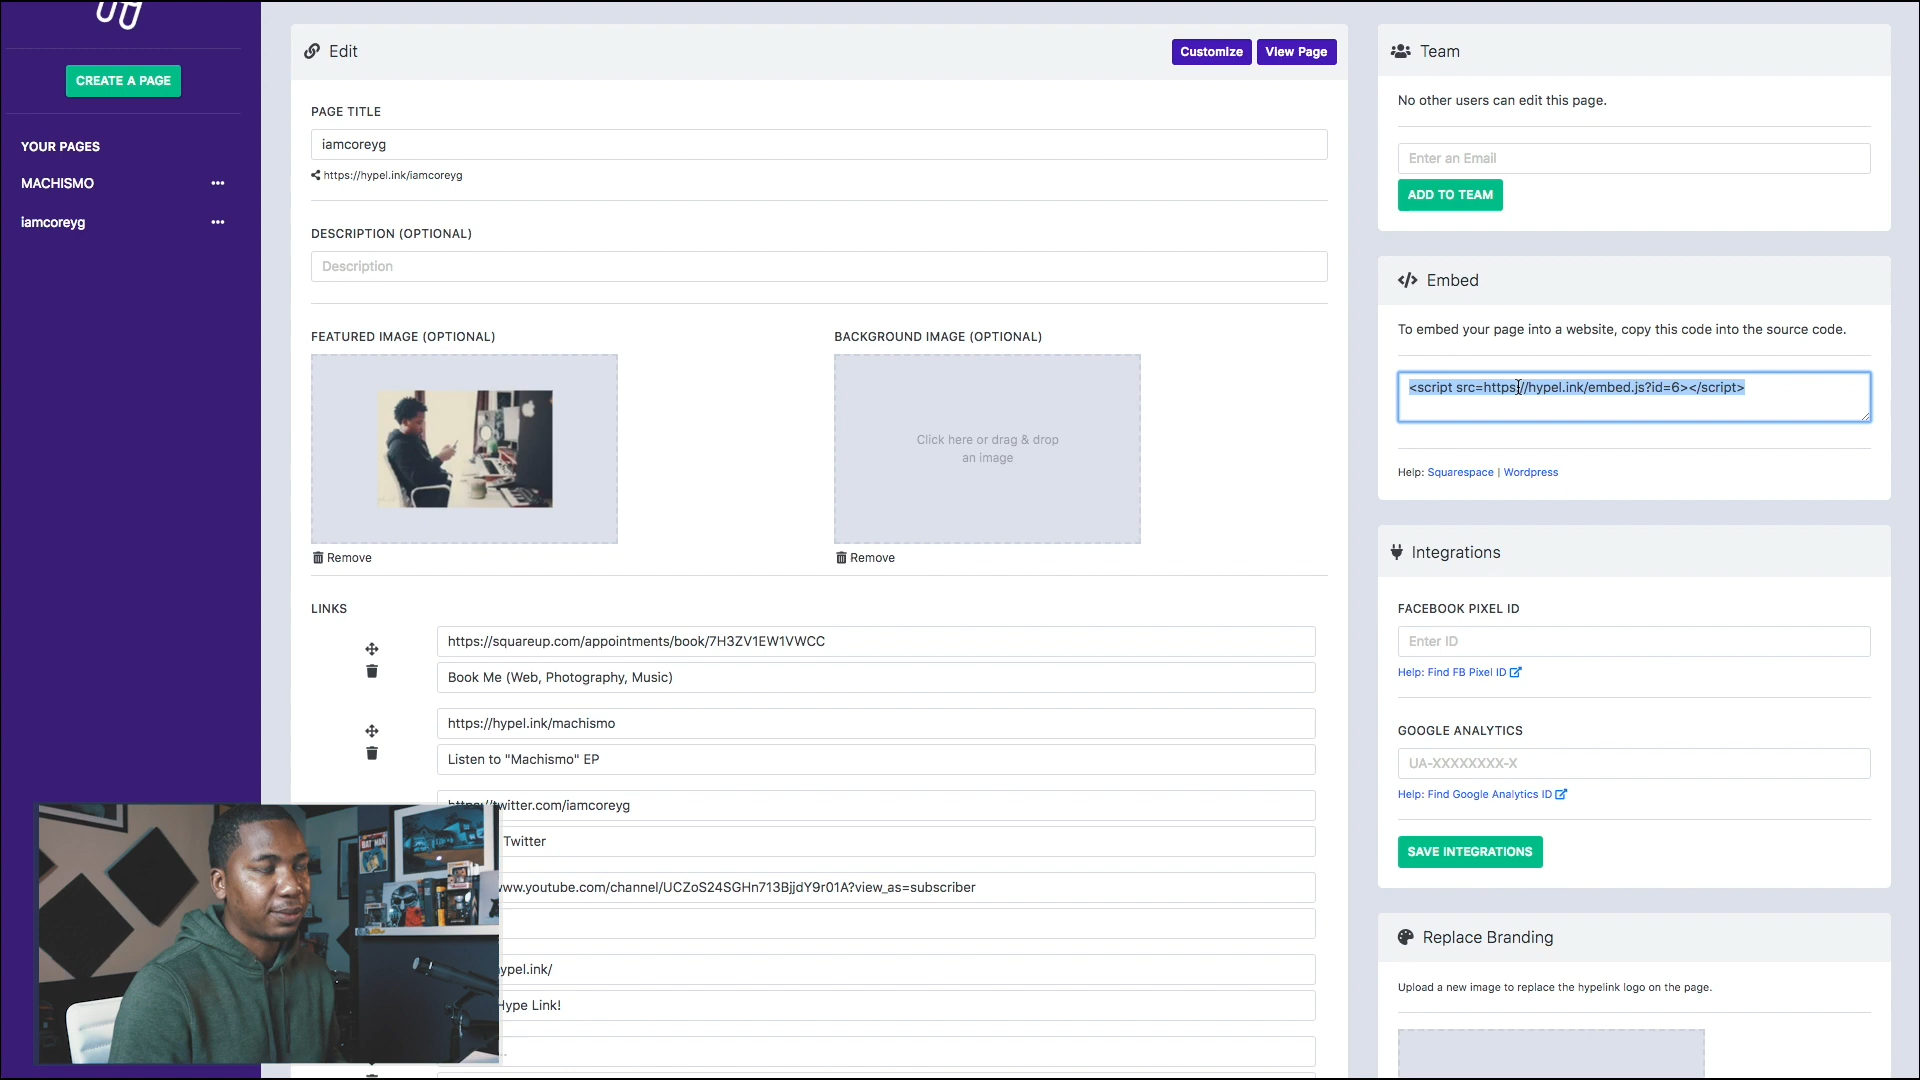 CREATE A PAGE
YOUR PAGES
MACHISMO
iamcoreyg
Edit
Customize
View Page
PAGE TITLE
iamcoreyg
https://hypel.ink/iamcoreyg
DESCRIPTION (OPTIONAL)
Description
FEATURED IMAGE (OPTIONAL)
BACKGROUND IMAGE (OPTIONAL)
Click here or drag & drop
an image
Remove
Remove
LINKS
https://squareup.com/appointments/book/7H3ZV1EW1VWCC
Book Me (Web, Photography, Music)
https://hypel.ink/machismo
Listen to "Machismo" EP
https://twitter.com/iamcoreyg
Twitter
www.youtube.com/channel/UCZoS24SGHn713BjjdY9r01A?view_as=subscriber
ypel.ink/
Hype Link!
BATMAN
Team
No other users can edit this page.
Enter an Email
ADD TO TEAM
</> Embed
To embed your page into a website, copy this code into the source code.
<script src=https://hypel.ink/embed.js?id=6></script>
Help: Squarespace | Wordpress
Integrations
FACEBOOK PIXEL ID
Enter ID
Help: Find FB Pixel ID
GOOGLE ANALYTICS
UA-XXXXXXXX-X
Help: Find Google Analytics ID
SAVE INTEGRATIONS
Replace Branding
Upload a new image to replace the hypelink logo on the page.